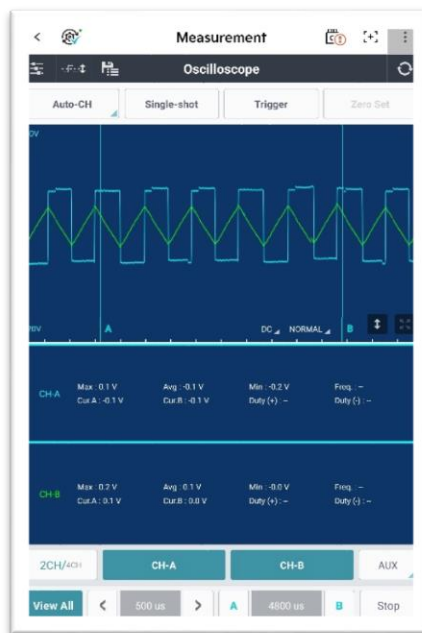 Measurement
Oscilloscope
Auto-CH Single-shot Trigger Zero Set
A DC NORMAL B
CH-A Max : 0.1 V Avg : -0.1 V Min : -0.2 V Freq. : --
Cur.A : -0.1 V Cur.B : -0.1 V Duty (+) : -- Duty (-) : --
CH-B Max : 0.2 V Avg : 0.1 V Min : -0.0 V Freq. : --
Cur.A : 0.1 V Cur.B : 0.0 V Duty (+) : -- Duty (-) : --
2CH/4CH CH-A CH-B AUX
View All < 500 us > A 4800 us B Stop